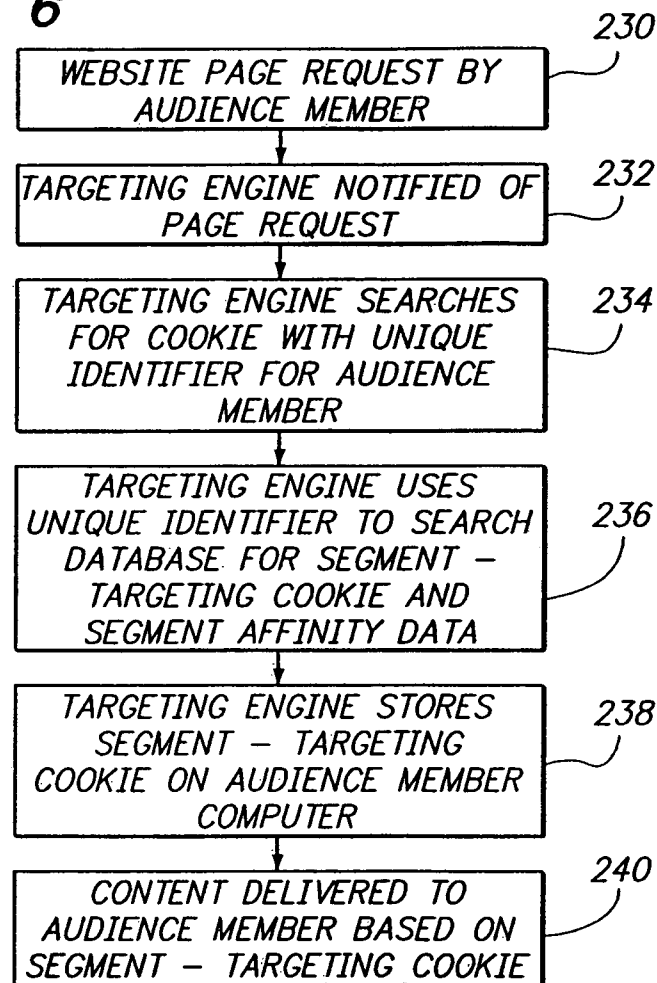 6
230
WEBSITE PAGE REQUEST BY
AUDIENCE MEMBER
232
TARGETING ENGINE NOTIFIED OF
PAGE REQUEST
234
TARGETING ENGINE SEARCHES
FOR COOKIE WITH UNIQUE
IDENTIFIER FOR AUDIENCE
MEMBER
236
TARGETING ENGINE USES
UNIQUE IDENTIFIER TO SEARCH
DATABASE FOR SEGMENT –
TARGETING COOKIE AND
SEGMENT AFFINITY DATA
238
TARGETING ENGINE STORES
SEGMENT – TARGETING
COOKIE ON AUDIENCE MEMBER
COMPUTER
240
CONTENT DELIVERED TO
AUDIENCE MEMBER BASED ON
SEGMENT – TARGETING COOKIE